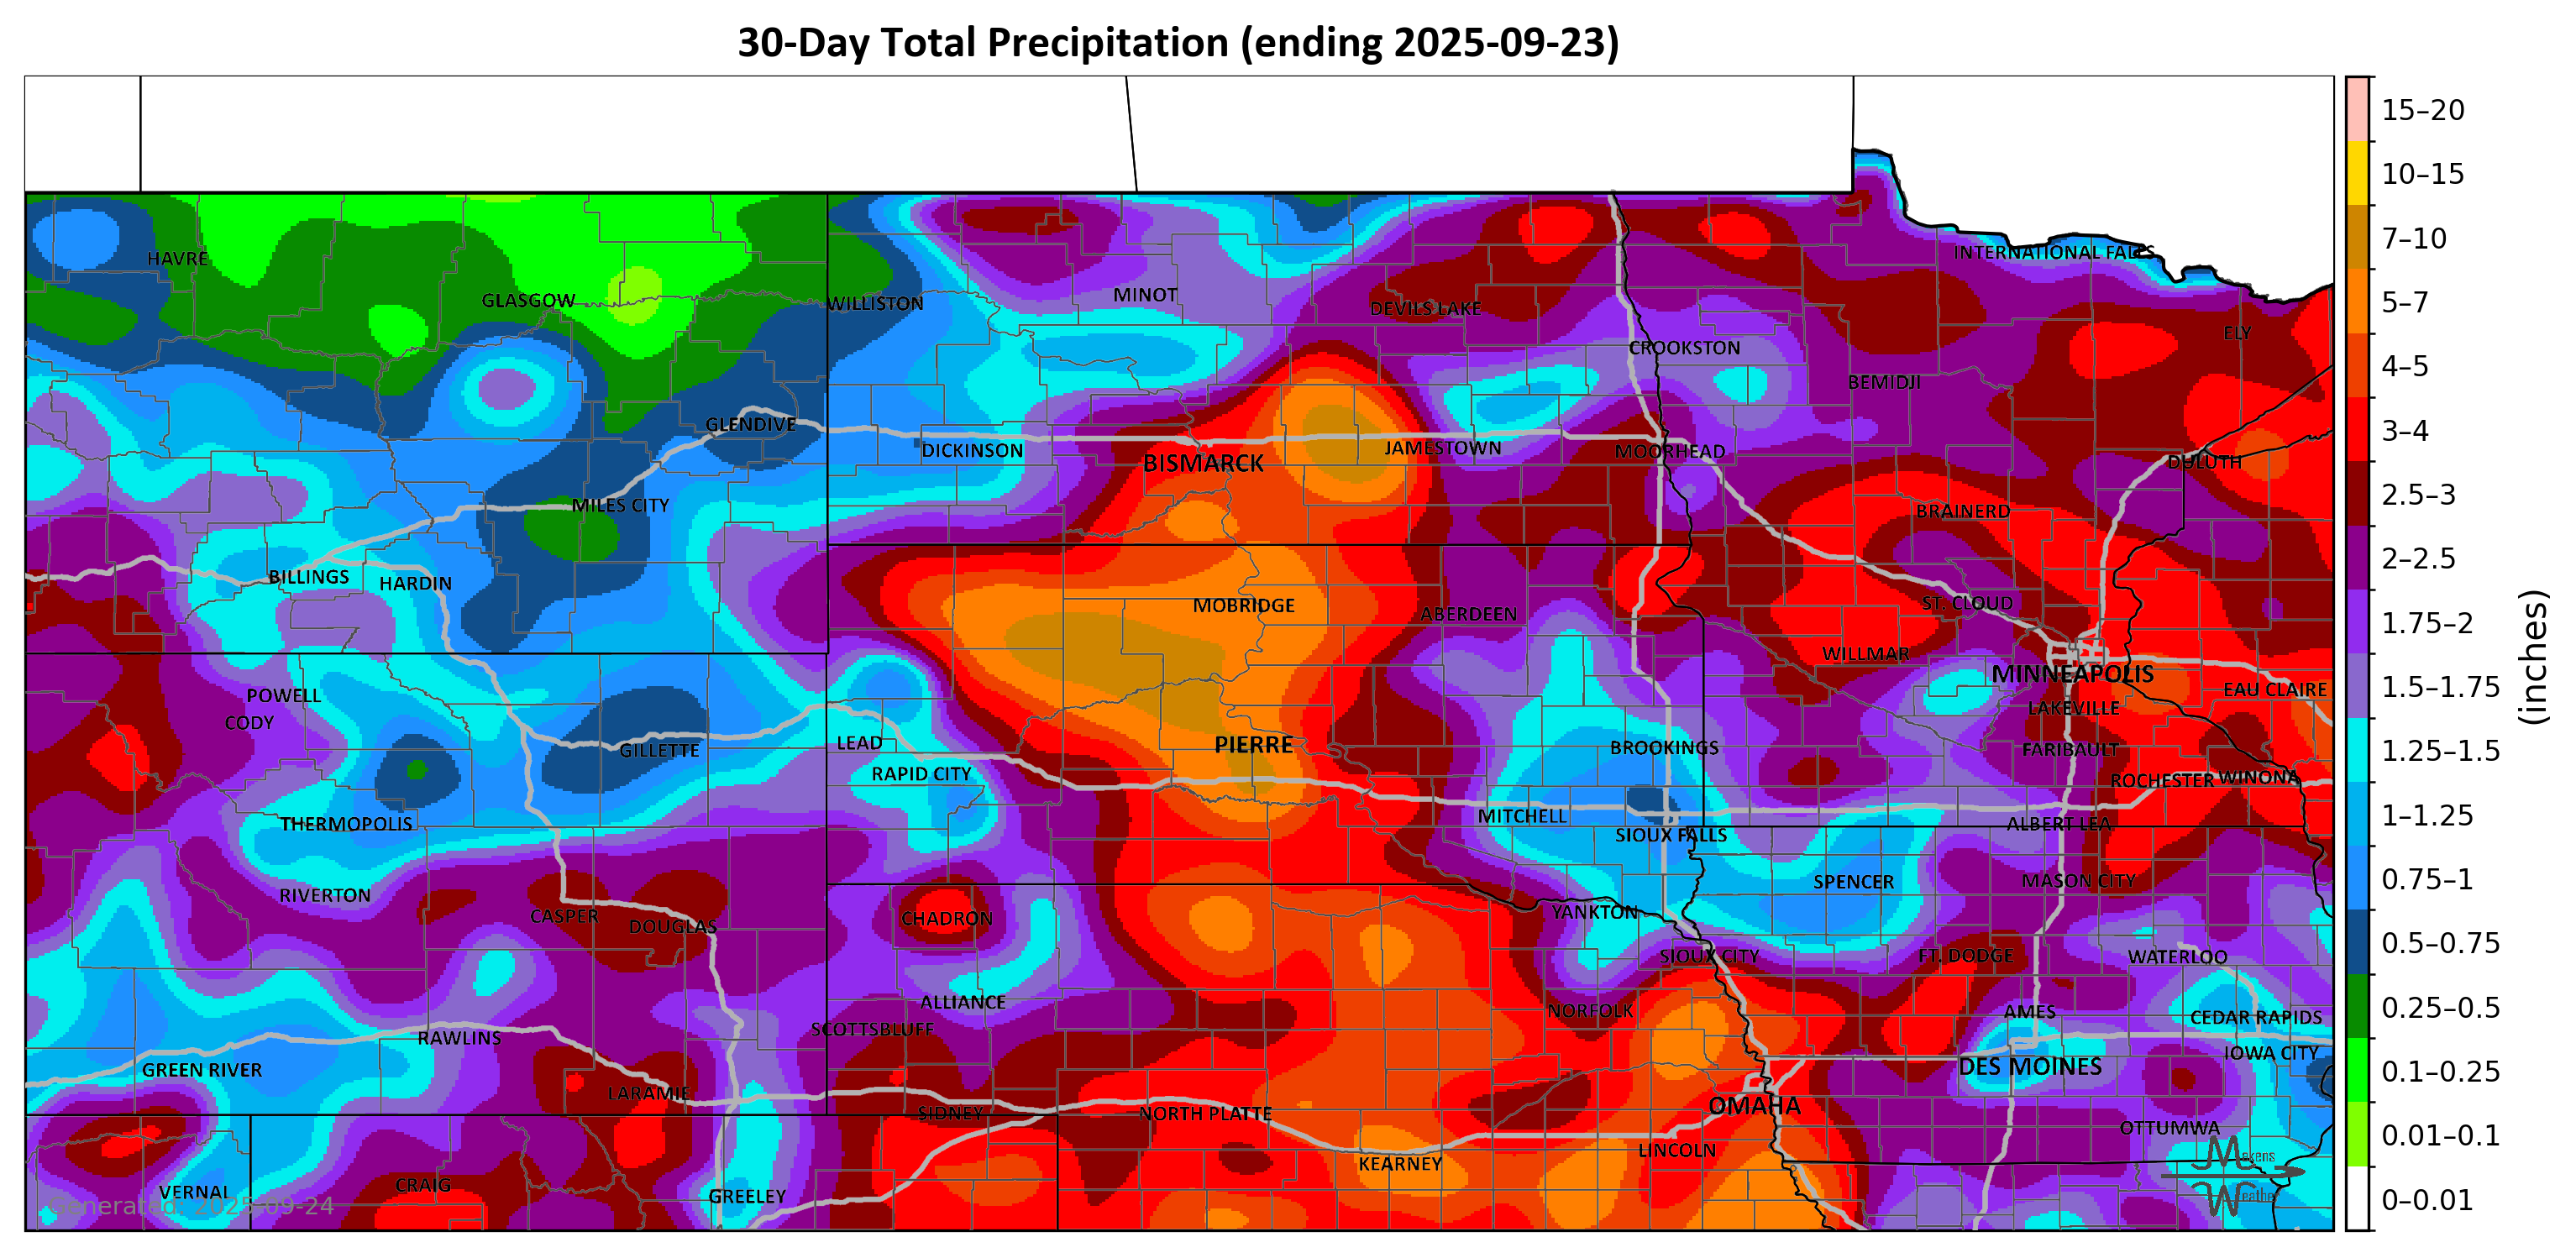 30-Day Total Precipitation (ending 2025-09-23)
15–20
10–15
7–10
5–7
4–5
3–4
2.5–3
2–2.5
1.75–2
1.5–1.75
1.25–1.5
1–1.25
0.75–1
0.5–0.75
0.25–0.5
0.1–0.25
0.01–0.1
0–0.01
(inches)
HAVRE
INTERNATIONAL FALLS
GLASGOW
WILLISTON
MINOT
DEVILS LAKE
ELY
CROOKSTON
BEMIDJI
GLENDIVE
DICKINSON
BISMARCK
JAMESTOWN
MOORHEAD
DULUTH
MILES CITY
BRAINERD
BILLINGS
HARDIN
MOBRIDGE
ABERDEEN
ST. CLOUD
WILLMAR
MINNEAPOLIS
POWELL
EAU CLAIRE
CODY
LAKEVILLE
GILLETTE
LEAD
PIERRE
BROOKINGS
FARIBAULT
RAPID CITY
ROCHESTER
WINONA
THERMOPOLIS
MITCHELL
SIOUX FALLS
ALBERT LEA
RIVERTON
SPENCER
MASON CITY
CASPER
DOUGLAS
CHADRON
YANKTON
SIOUX CITY
FT. DODGE
WATERLOO
ALLIANCE
NORFOLK
AMES
CEDAR RAPIDS
SCOTTSBLUFF
RAWLINS
IOWA CITY
GREEN RIVER
DES MOINES
LARAMIE
SIDNEY
NORTH PLATTE
OMAHA
OTTUMWA
LINCOLN
KEARNEY
Makens
Weather
VERNAL
CRAIG
GREELEY
Generated: 2025-09-24